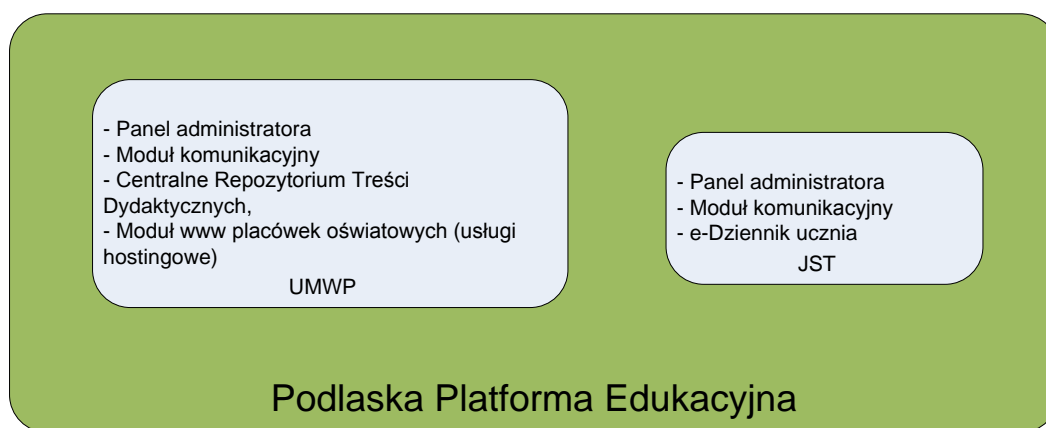 - Panel administratora
- Moduł komunikacyjny
- Centralne Repozytorium Treści
Dydaktycznych,
- Moduł www placówek oświatowych (usługi
hostingowe)
UMWP
- Panel administratora
- Moduł komunikacyjny
- e-Dziennik ucznia
JST
Podlaska Platforma Edukacyjna